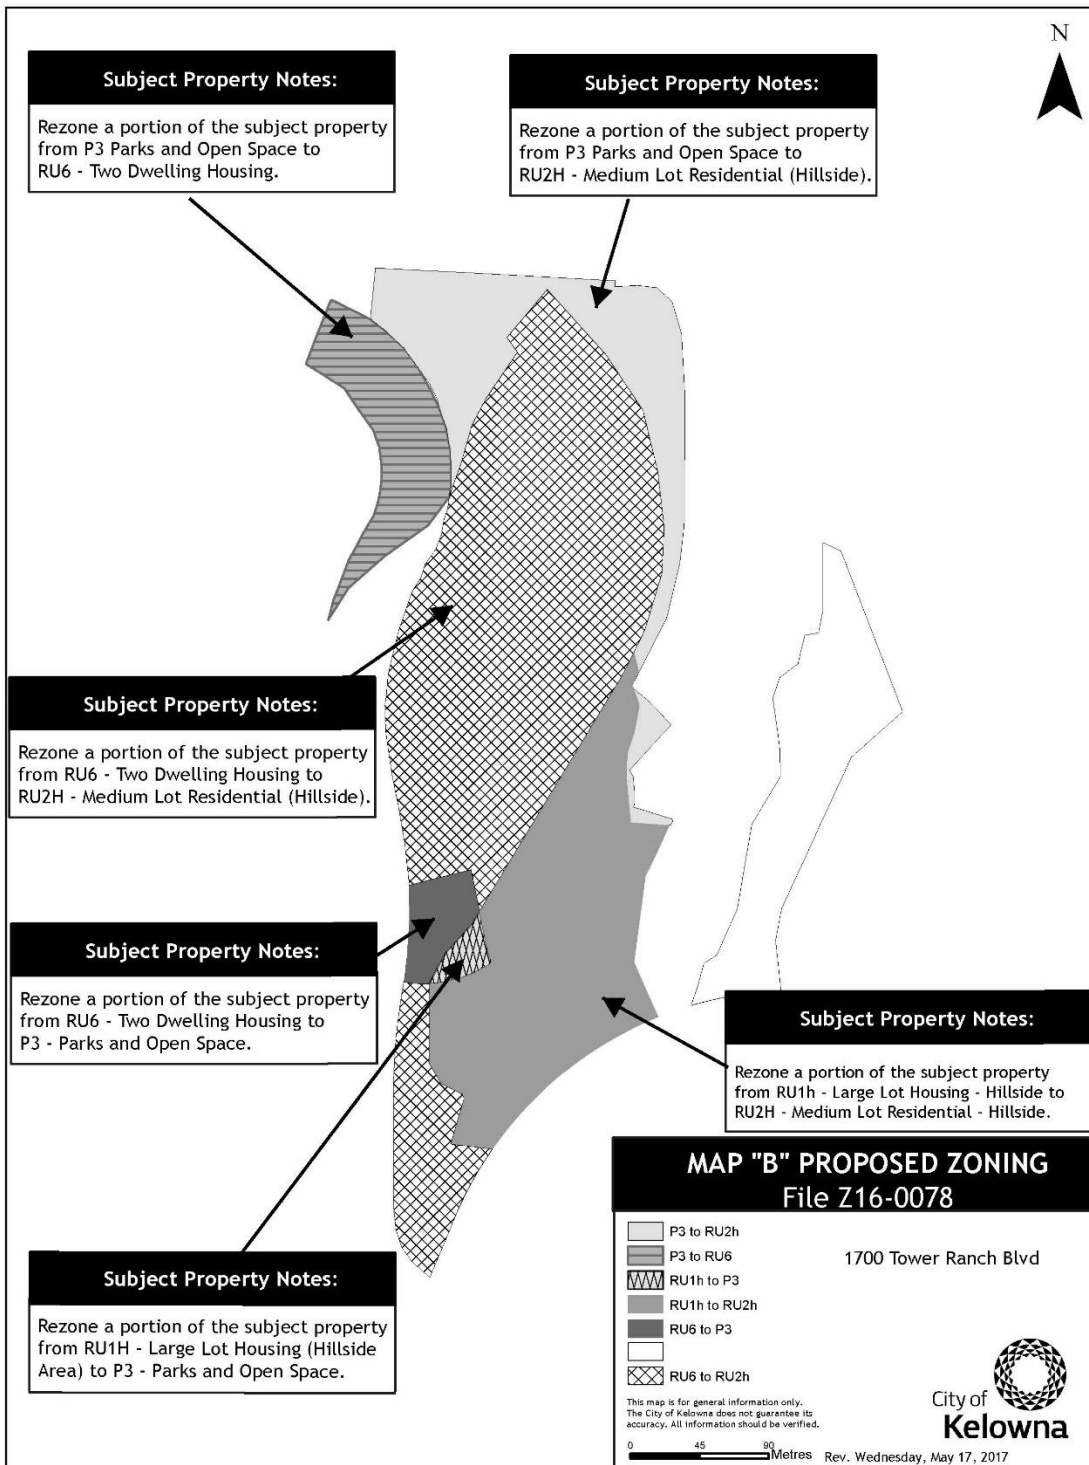 N
Subject Property Notes:
Rezone a portion of the subject property
from P3 Parks and Open Space to
RU6 - Two Dwelling Housing.
Subject Property Notes:
Rezone a portion of the subject property
from P3 Parks and Open Space to
RU2H - Medium Lot Residential (Hillside).
Subject Property Notes:
Rezone a portion of the subject property
from RU6 - Two Dwelling Housing to
RU2H - Medium Lot Residential (Hillside).
Subject Property Notes:
Rezone a portion of the subject property
from RU6 - Two Dwelling Housing to
P3 - Parks and Open Space.
Subject Property Notes:
Rezone a portion of the subject property
from RU1h - Large Lot Housing - Hillside to
RU2H - Medium Lot Residential - Hillside.
Subject Property Notes:
Rezone a portion of the subject property
from RU1H - Large Lot Housing (Hillside
Area) to P3 - Parks and Open Space.
MAP "B" PROPOSED ZONING
File Z16-0078
P3 to RU2h
P3 to RU6
RU1h to P3
RU1h to RU2h
RU6 to P3
RU6 to RU2h
1700 Tower Ranch Blvd
This map is for general information only.
The City of Kelowna does not guarantee its
accuracy. All information should be verified.
0 45 90
Metres
Rev. Wednesday, May 17, 2017
City of
Kelowna